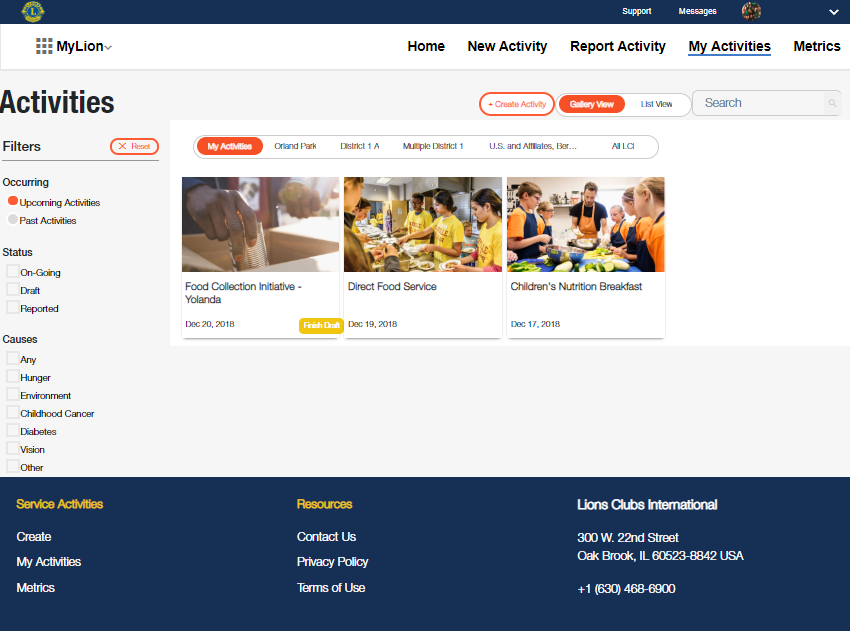 L
Support
Messages
MyLion
Home
New Activity
Report Activity
My Activities
Metrics
Activities
+ Create Activity
Gallery View
List View
Search
Filters
Reset
My Activities
Orland Park
District 1 A
Multiple District 1
U.S. and Affiliates, Ber...
All LCI
Occurring
Upcoming Activities
Past Activities
Status
On-Going
Draft
Reported
Causes
Any
Hunger
Environment
Childhood Cancer
Diabetes
Vision
Other
Food Collection Initiative -
Yolanda
Dec 20, 2018
Finish Draft
Direct Food Service
Dec 19, 2018
Children's Nutrition Breakfast
Dec 17, 2018
Service Activities
Create
My Activities
Metrics
Resources
Contact Us
Privacy Policy
Terms of Use
Lions Clubs International
300 W. 22nd Street
Oak Brook, IL 60523-8842 USA
+1 (630) 468-6900